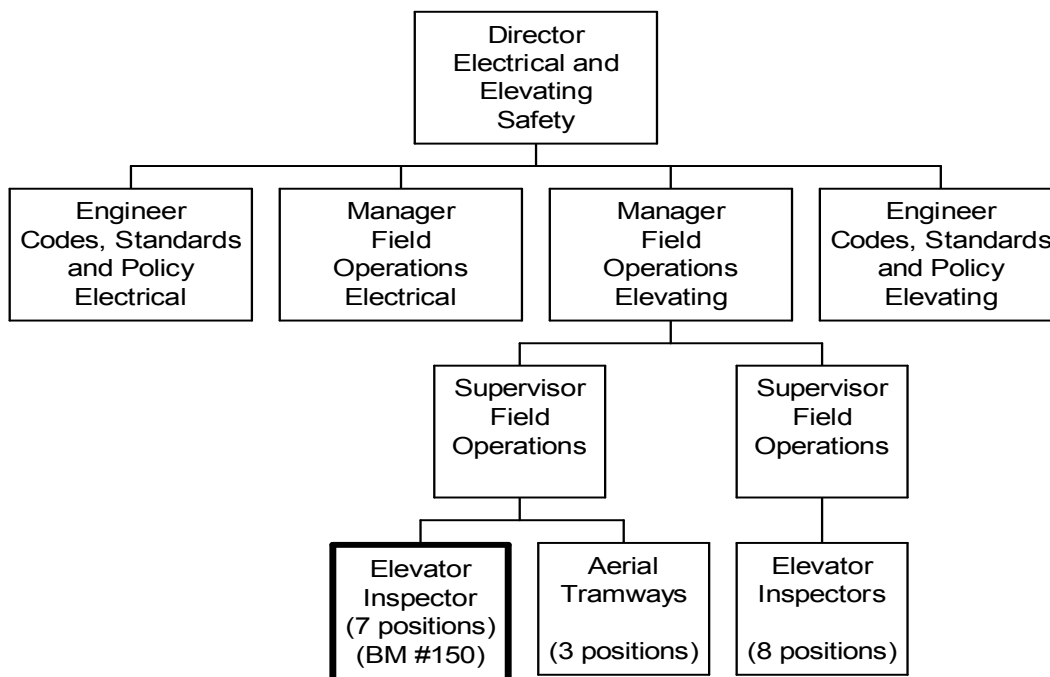 Director
Electrical and
Elevating
Safety
Engineer
Codes, Standards
and Policy
Electrical
Manager
Field
Operations
Electrical
Manager
Field
Operations
Elevating
Engineer
Codes, Standards
and Policy
Elevating
Supervisor
Field
Operations
Supervisor
Field
Operations
Elevator
Inspector
(7 positions)
(BM #150)
Aerial
Tramways
(3 positions)
Elevator
Inspectors
(8 positions)